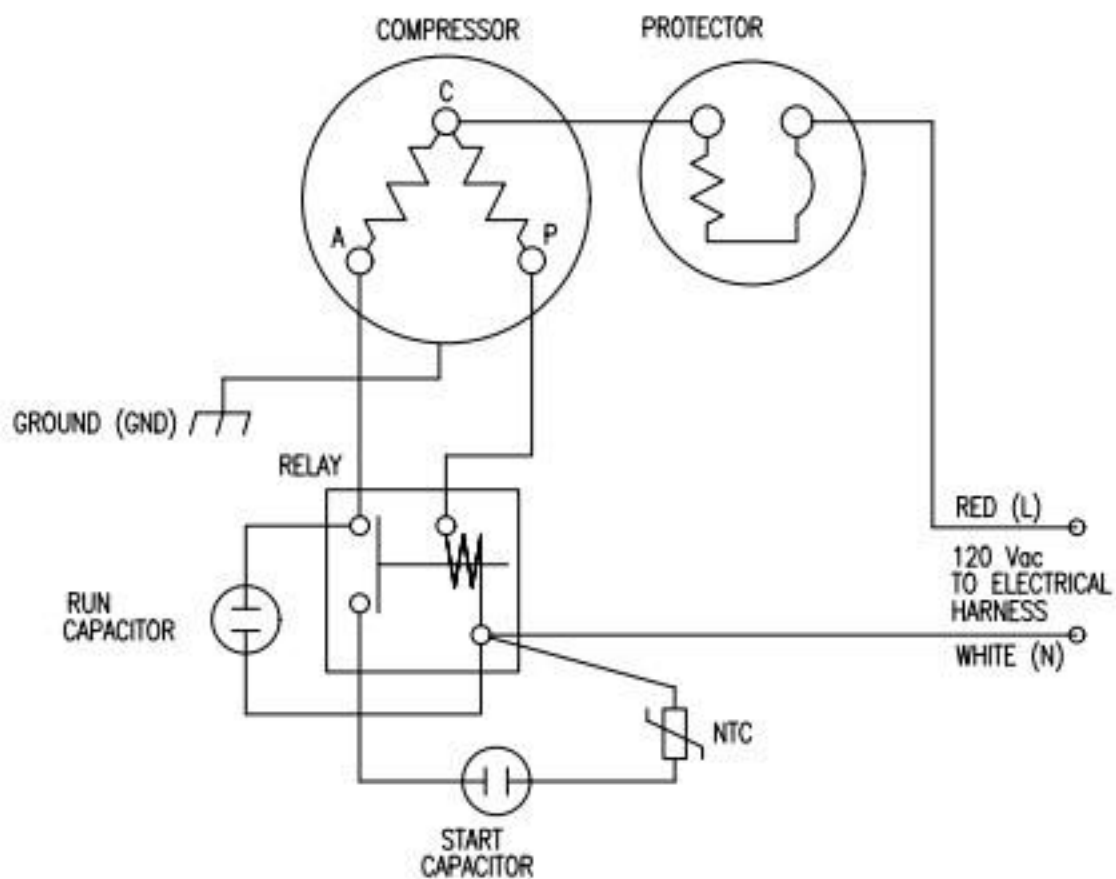 COMPRESSOR
PROTECTOR
C
A
P
GROUND (GND)
RELAY
RED (L)
120 Vac
TO ELECTRICAL
HARNESS
WHITE (N)
RUN
CAPACITOR
NTC
START
CAPACITOR